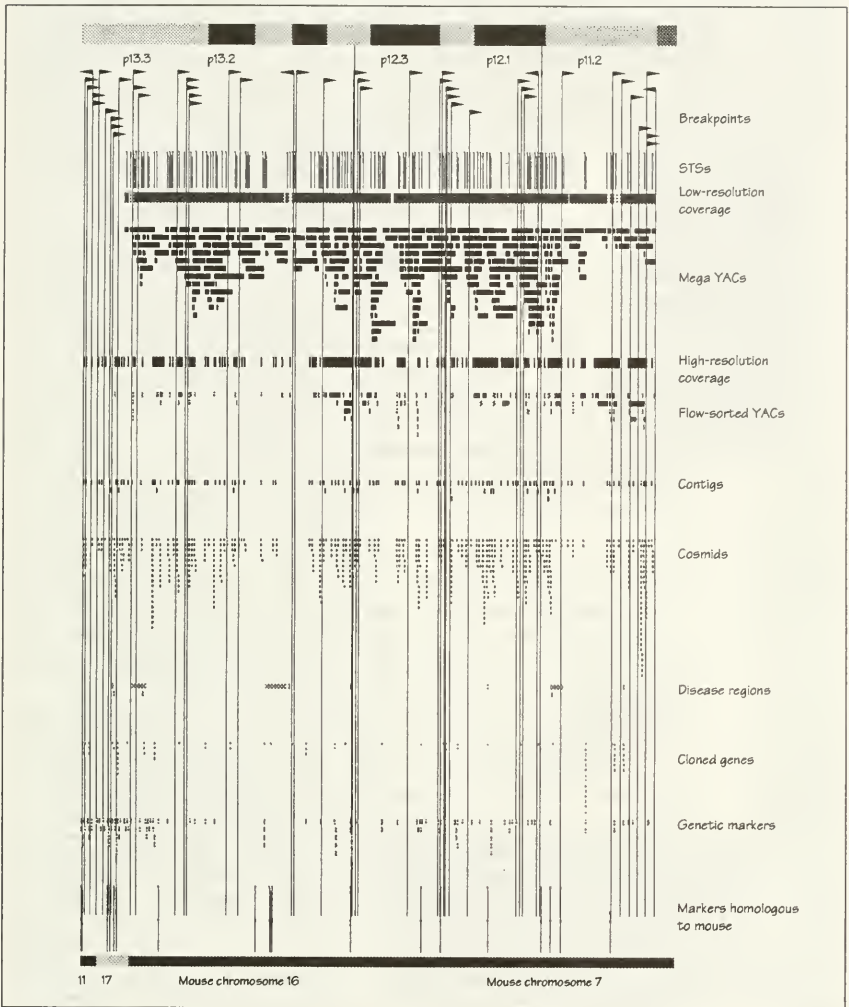 p13.3 p13.2 p12.3 p12.1 p11.2
Breakpoints
STSs
Low-resolution
coverage
Mega YACs
High-resolution
coverage
Flow-sorted YACs
Contigs
Cosmids
Disease regions
Cloned genes
Genetic markers
Markers homologous
to mouse
11 17 Mouse chromosome 16 Mouse chromosome 7